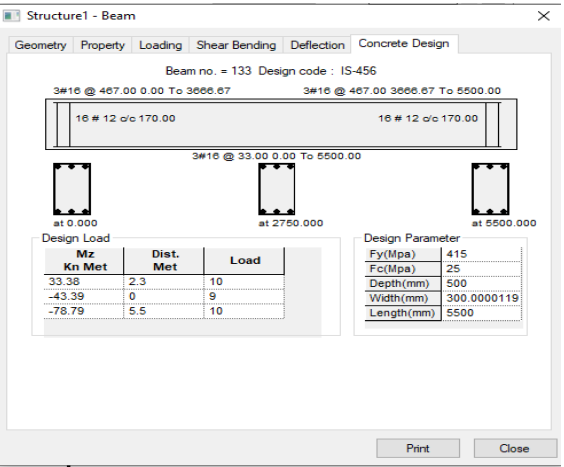 Structure1 - Beam
Geometry Property Loading Shear Bending Deflection Concrete Design
Beam no. = 133 Design code : IS-456
3#16 @ 467.00 0.00 To 3666.67 3#16 @ 467.00 3666.67 To 5500.00
16 # 12 c/c 170.00 16 # 12 c/c 170.00
3#16 @ 33.00 0.00 To 5500.00
at 0.000 at 2750.000 at 5500.000
Design Load
Mz Dist. Load
Kn Met Met
33.38 2.3 10
-43.39 0 9
-78.79 5.5 10
Design Parameter
Fy(Mpa) 415
Fc(Mpa) 25
Depth(mm) 500
Width(mm) 300.0000119
Length(mm) 5500
Print Close